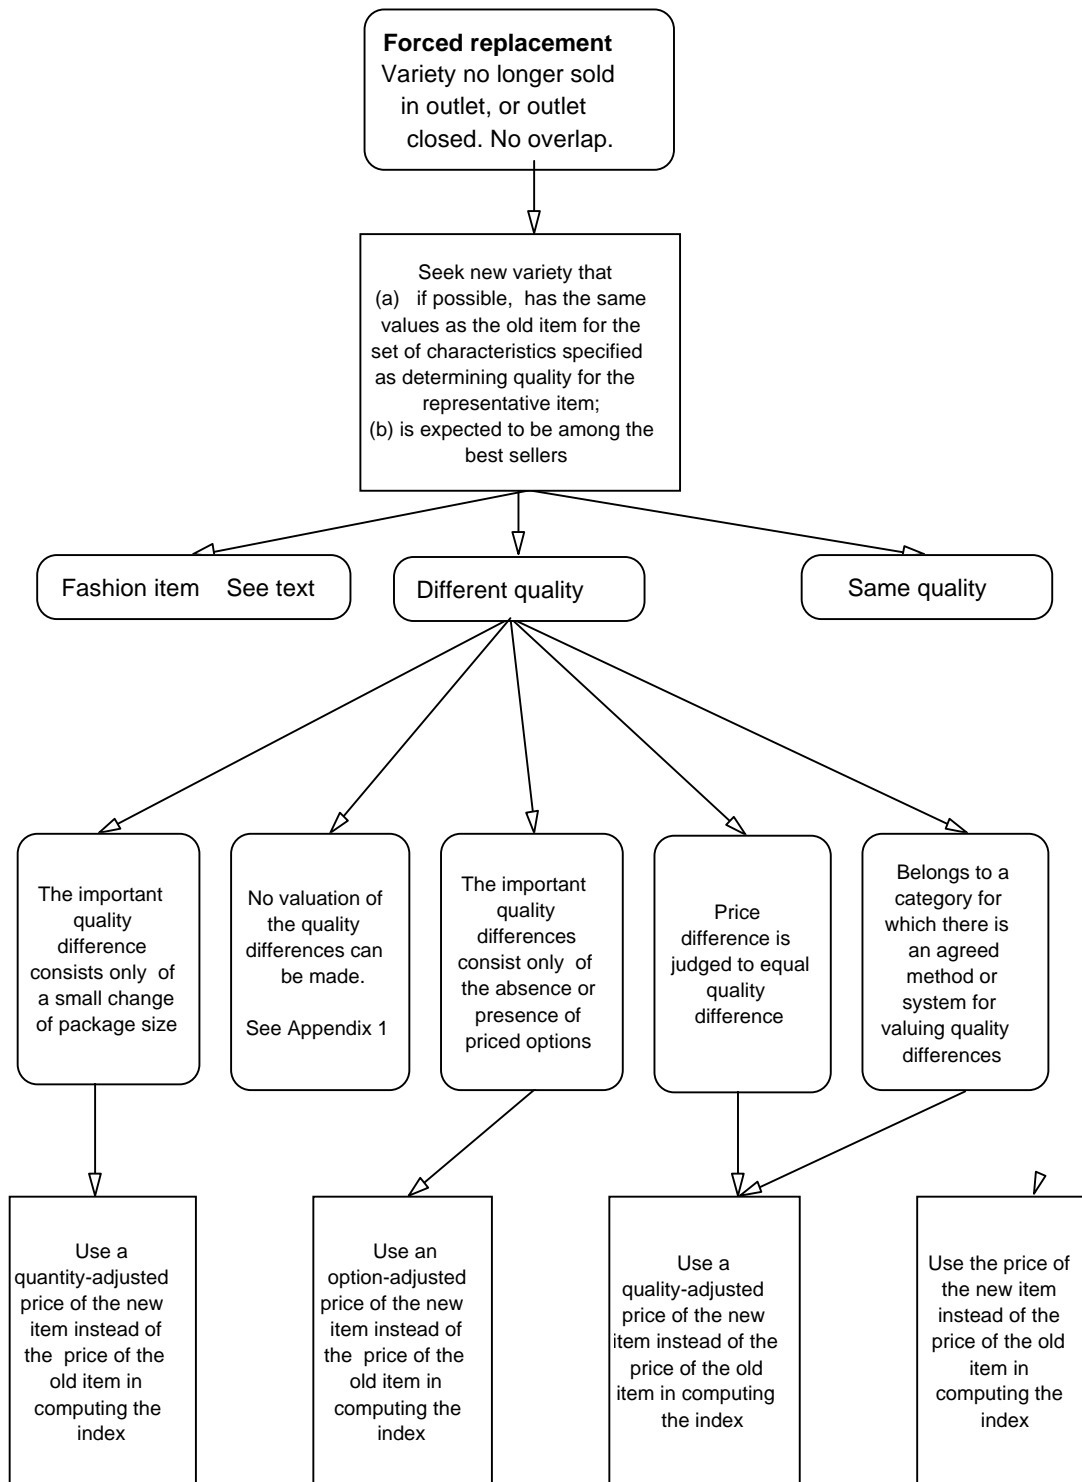 Forced replacement
Variety no longer sold
in outlet, or outlet
closed. No overlap.
Seek new variety that
(a) if possible, has the same
values as the old item for the
set of characteristics specified
as determining quality for the
representative item;
(b) is expected to be among the
best sellers
Fashion item See text
Different quality
Same quality
The important
quality
difference
consists only of
a small change
of package size
No valuation of
the quality
differences can
be made.
See Appendix 1
The important
quality
differences
consist only of
the absence or
presence of
priced options
Price
difference is
judged to equal
quality
difference
Belongs to a
category for
which there is
an agreed
method or
system for
valuing quality
differences
Use a
quantity-adjusted
price of the new
item instead of
the price of the
old item in
computing the
index
Use an
option-adjusted
price of the new
item instead of
the price of the
old item in
computing the
index
Use a
quality-adjusted
price of the new
item instead of the
price of the old
item in computing
the index
Use the price of
the new item
instead of the
price of the old
item in
computing the
index